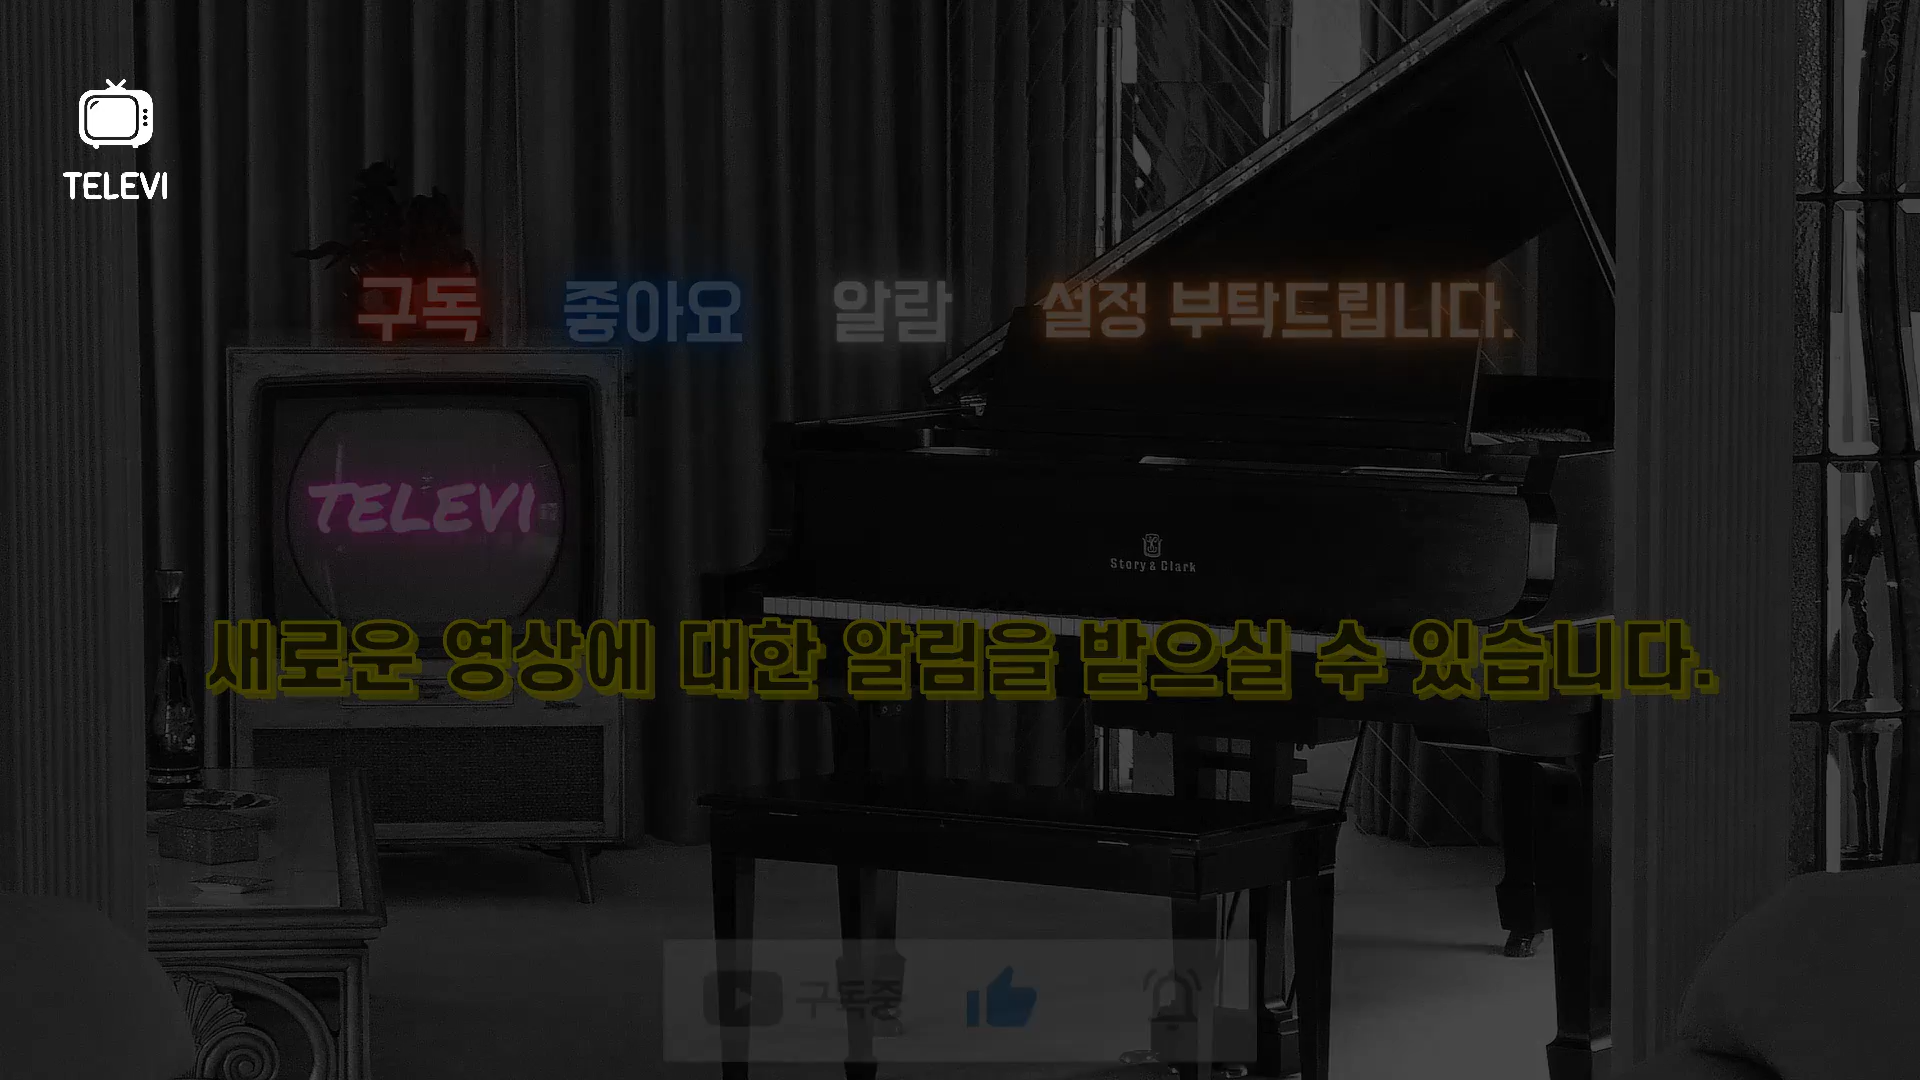 TELEVI
구독 좋아요 알람 설정 부탁드립니다.
TELEVI
Story & Clark
새로운 영상에 대한 알림을 받으실 수 있습니다.
구독중